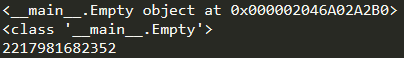 <__main__.Empty object at 0x000002046A02A2B0>
<class '__main__.Empty'>
2217981682352